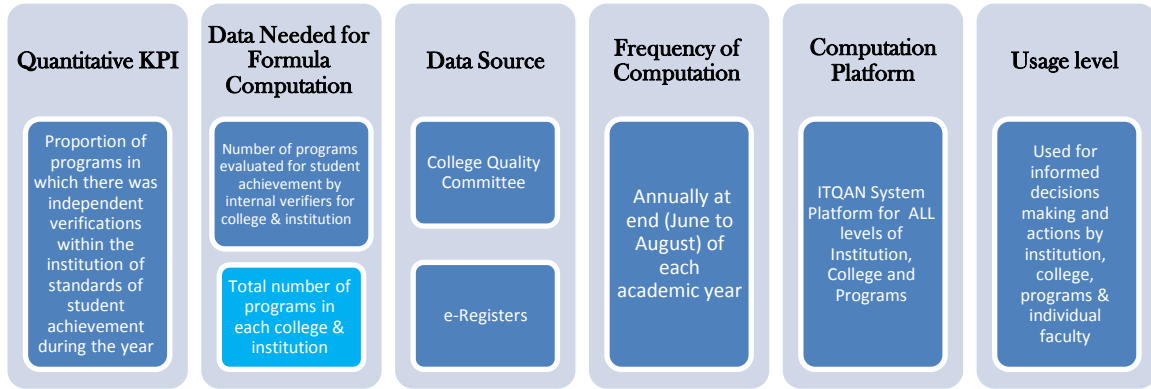 Quantitative KPI
Proportion of
programs in
which there was
independent
verifications
within the
institution of
standards of
student
achievement
during the year
Data Needed for
Formula
Computation
Number of programs
evaluated for student
achievement by
internal verifiers for
college & institution
Total number of
programs in
each college &
institution
Data Source
College Quality
Committee
e-Registers
Frequency of
Computation
Annually at
end (June to
August) of
each
academic year
Computation
Platform
ITQAN System
Platform for ALL
levels of
Institution,
College and
Programs
Usage level
Used for
informed
decisions
making and
actions by
institution,
college,
programs &
individual
faculty